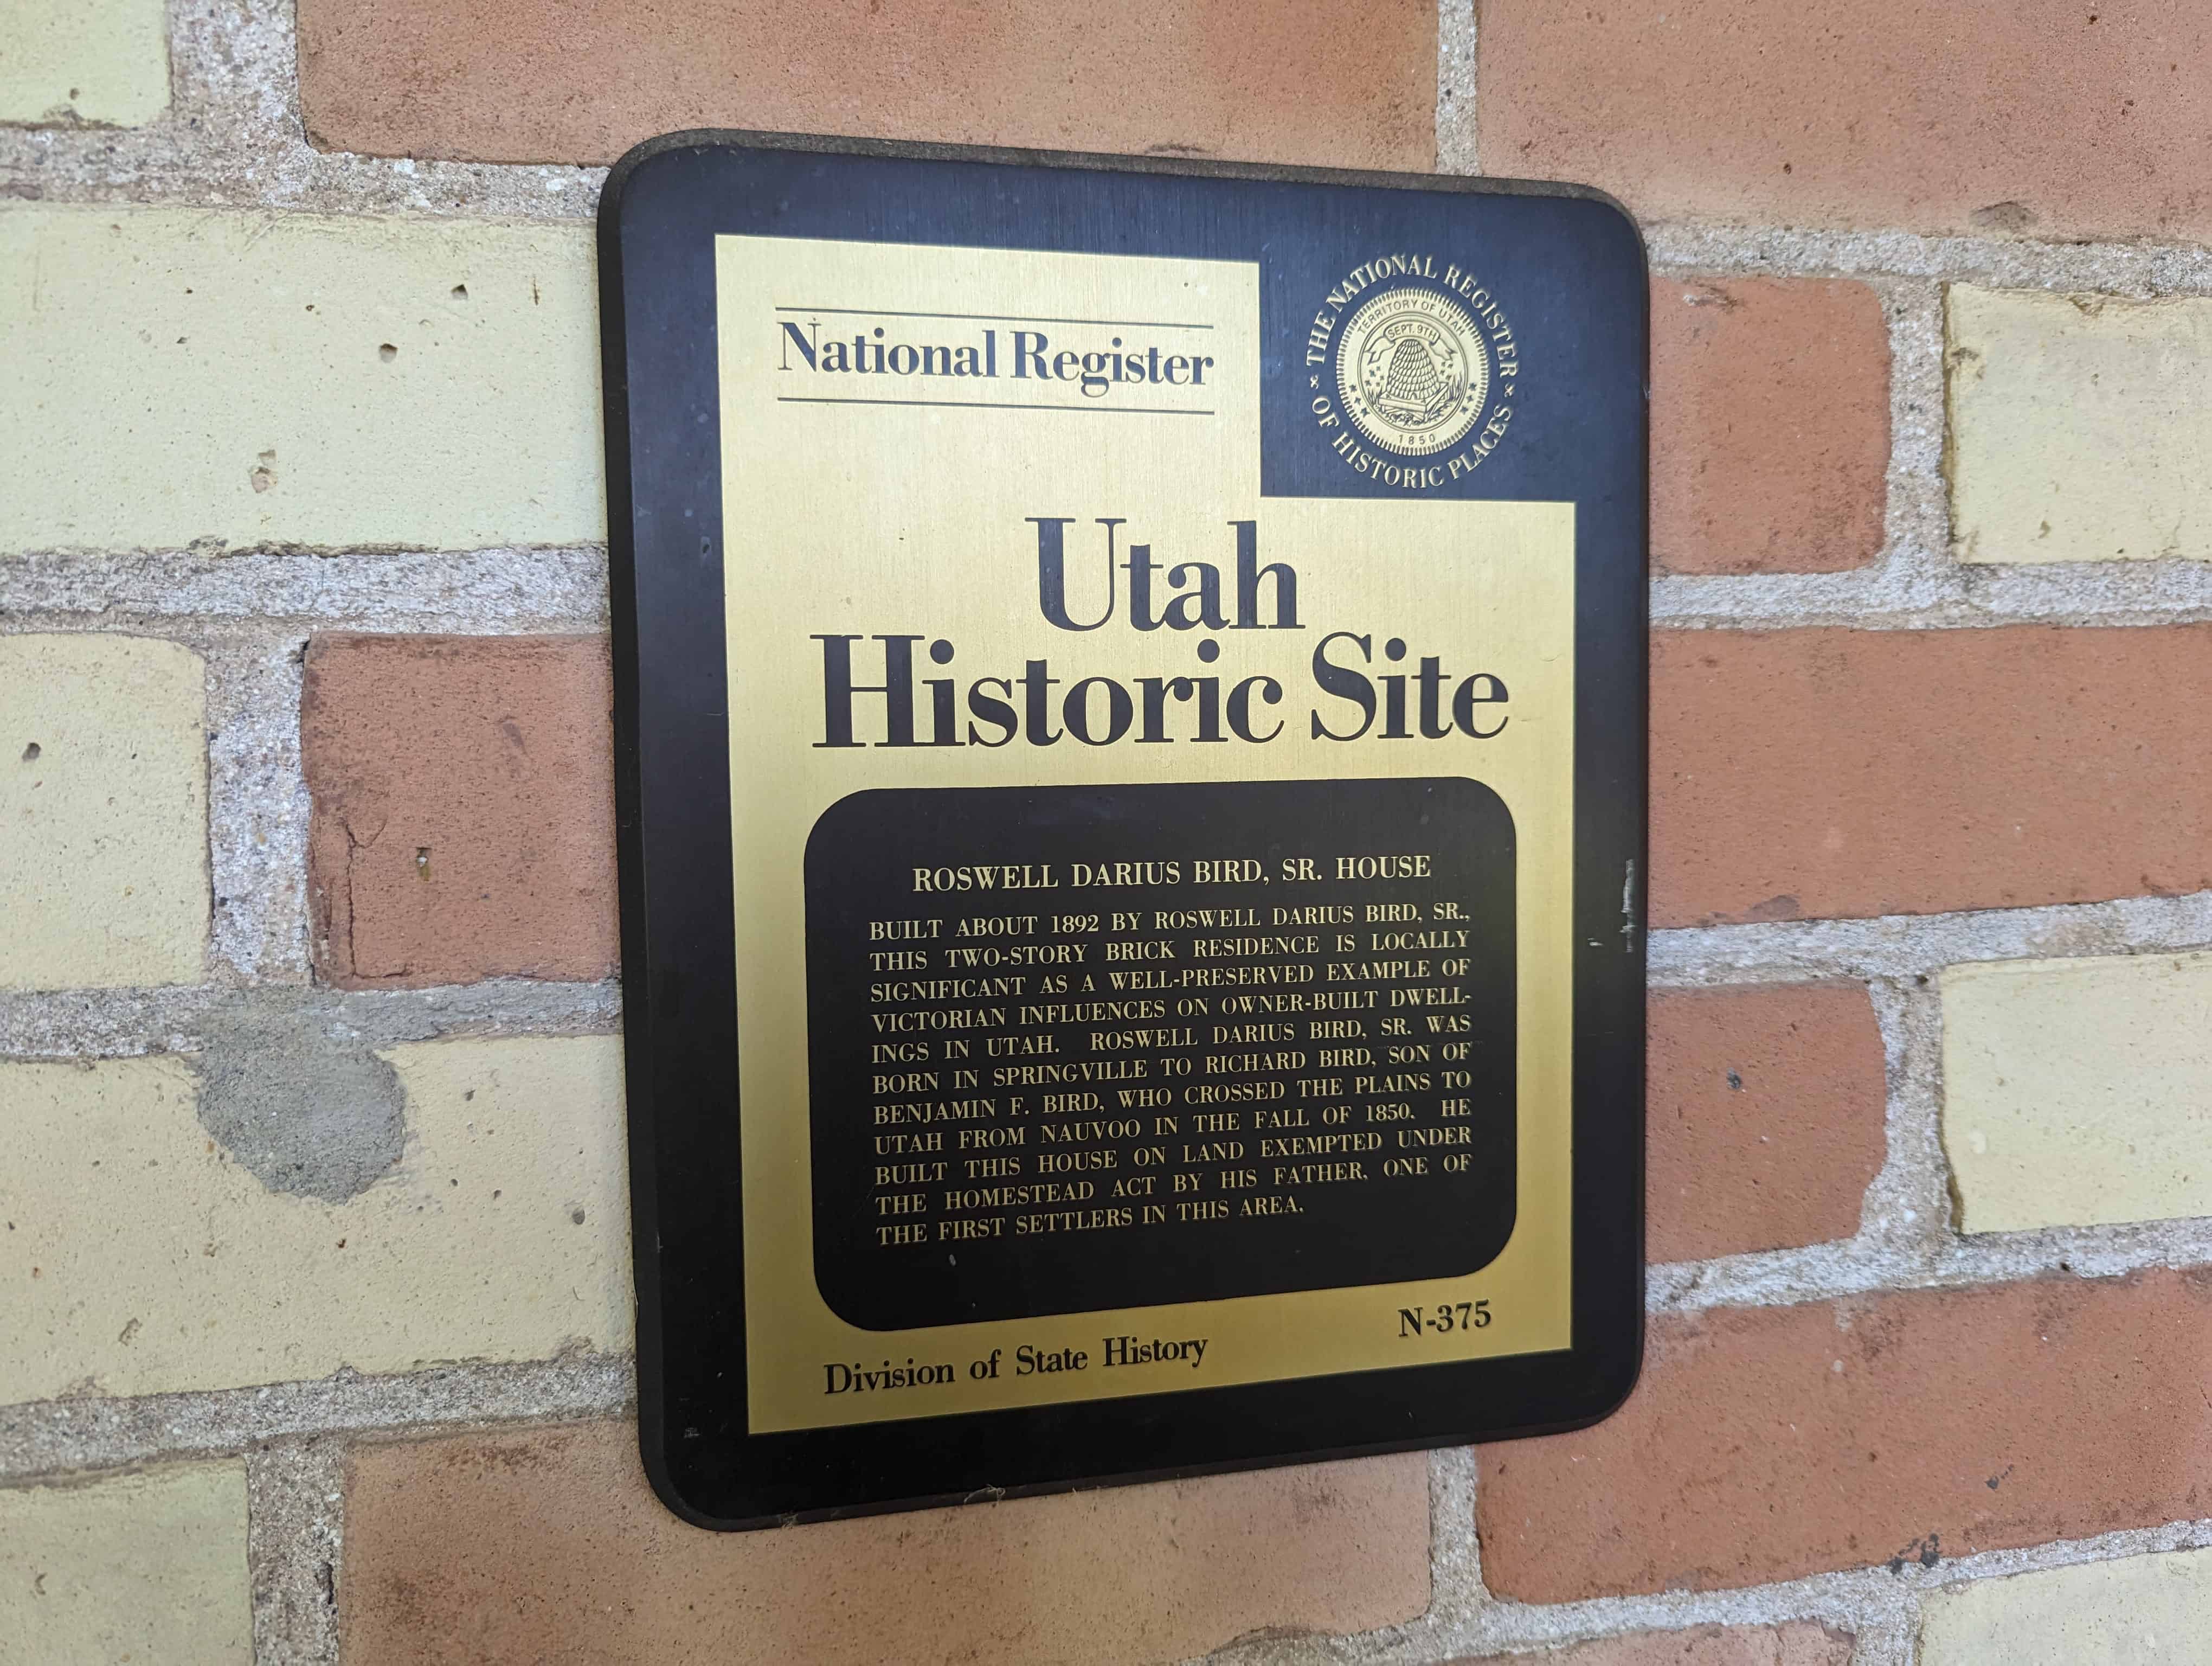 National Register
THE NATIONAL REGISTER
OF HISTORIC PLACES
TERRITORY OF UTAH
SEPT. 9TH
1850
Utah
Historic Site
ROSWELL DARIUS BIRD, SR. HOUSE
BUILT ABOUT 1892 BY ROSWELL DARIUS BIRD, SR.,
THIS TWO-STORY BRICK RESIDENCE IS LOCALLY
SIGNIFICANT AS A WELL-PRESERVED EXAMPLE OF
VICTORIAN INFLUENCES ON OWNER-BUILT DWELL-
INGS IN UTAH. ROSWELL DARIUS BIRD, SR. WAS
BORN IN SPRINGVILLE TO RICHARD BIRD, SON OF
BENJAMIN F. BIRD, WHO CROSSED THE PLAINS TO
UTAH FROM NAUVOO IN THE FALL OF 1850. HE
BUILT THIS HOUSE ON LAND EXEMPTED UNDER
THE HOMESTEAD ACT BY HIS FATHER, ONE OF
THE FIRST SETTLERS IN THIS AREA.
Division of State History
N-375